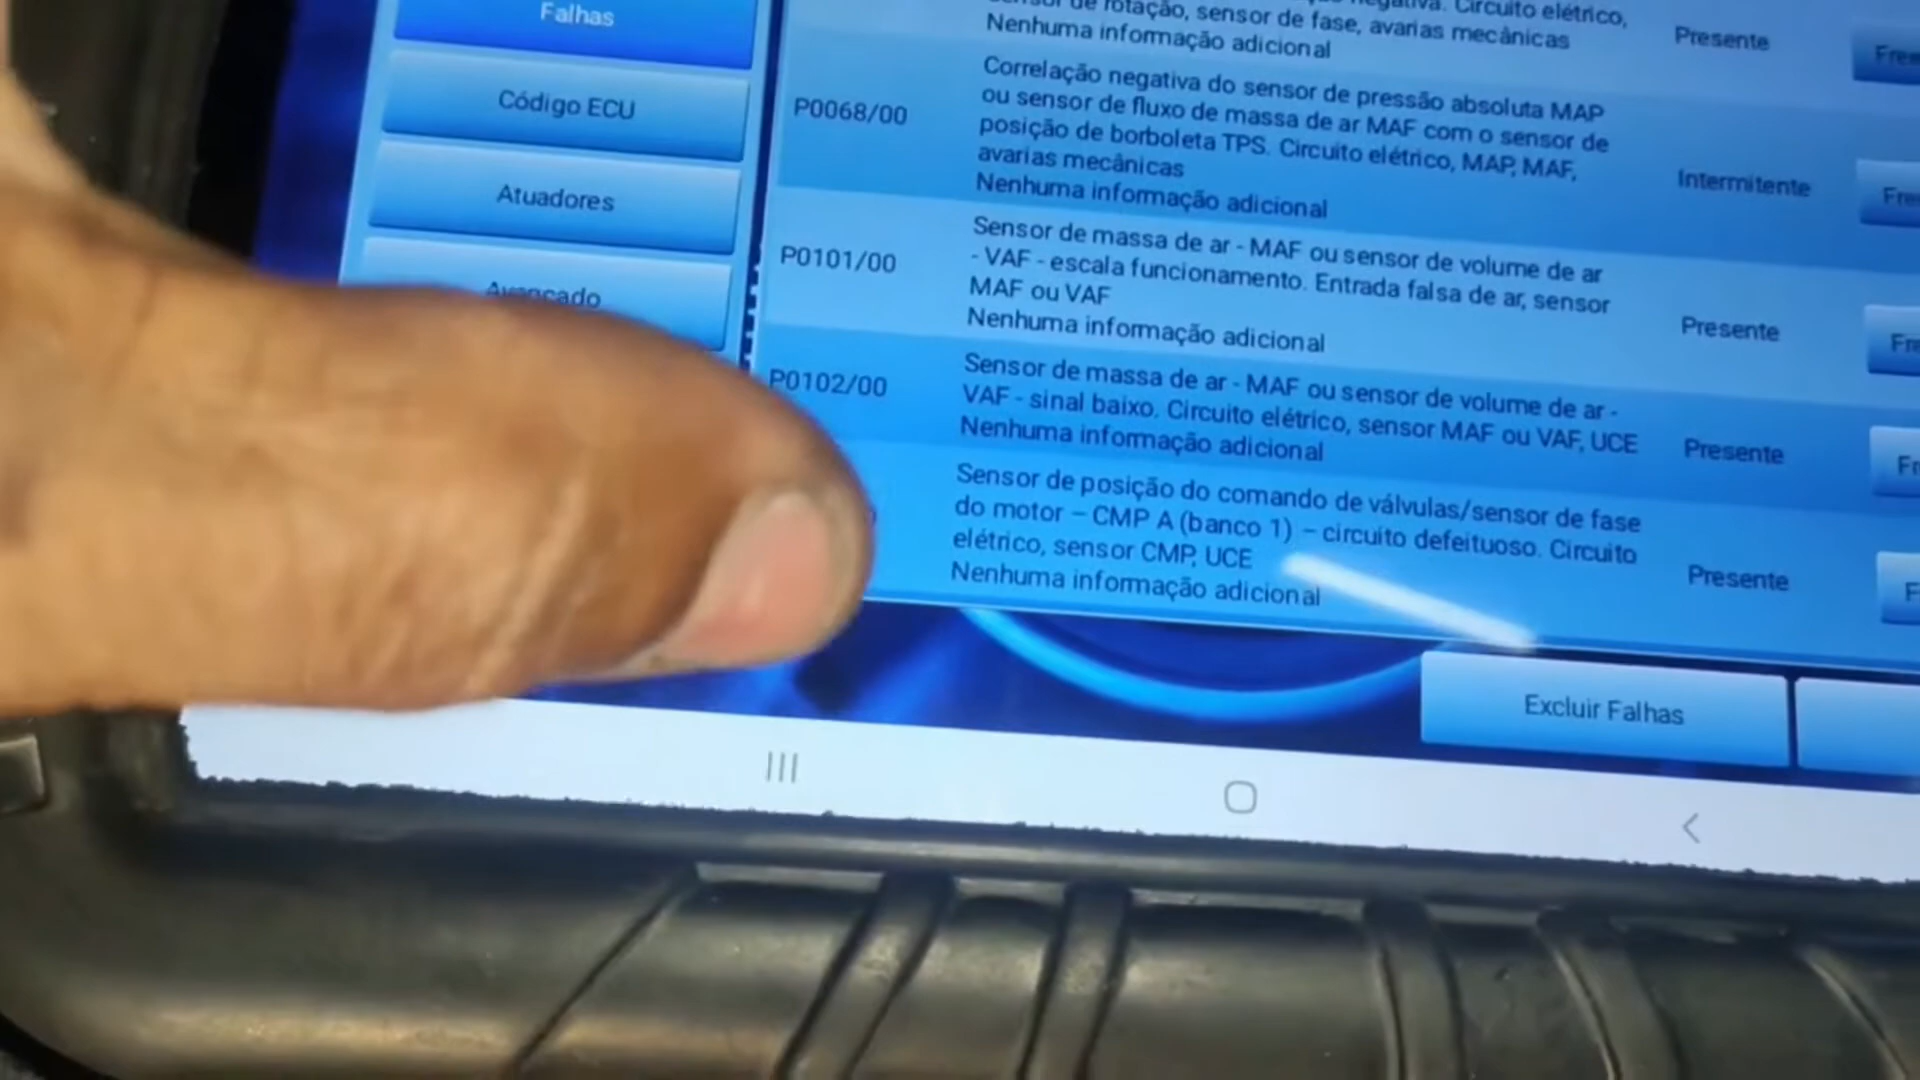 Falhas
Código ECU
Atuadores
Avançado
negativa. Circuito elétrico,
sensor de rotação, sensor de fase, avarias mecânicas
Nenhuma informação adicional
Presente
P0068/00
Correlação negativa do sensor de pressão absoluta MAP
ou sensor de fluxo de massa de ar MAF com o sensor de
posição de borboleta TPS. Circuito elétrico, MAP, MAF,
avarias mecânicas
Nenhuma informação adicional
Intermitente
P0101/00
Sensor de massa de ar - MAF ou sensor de volume de ar
- VAF - escala funcionamento. Entrada falsa de ar, sensor
MAF ou VAF
Nenhuma informação adicional
Presente
P0102/00
Sensor de massa de ar - MAF ou sensor de volume de ar -
VAF - sinal baixo. Circuito elétrico, sensor MAF ou VAF, UCE
Nenhuma informação adicional
Presente
Sensor de posição do comando de válvulas/sensor de fase
do motor – CMP A (banco 1) – circuito defeituoso. Circuito
elétrico, sensor CMP, UCE
Nenhuma informação adicional
Presente
Excluir Falhas